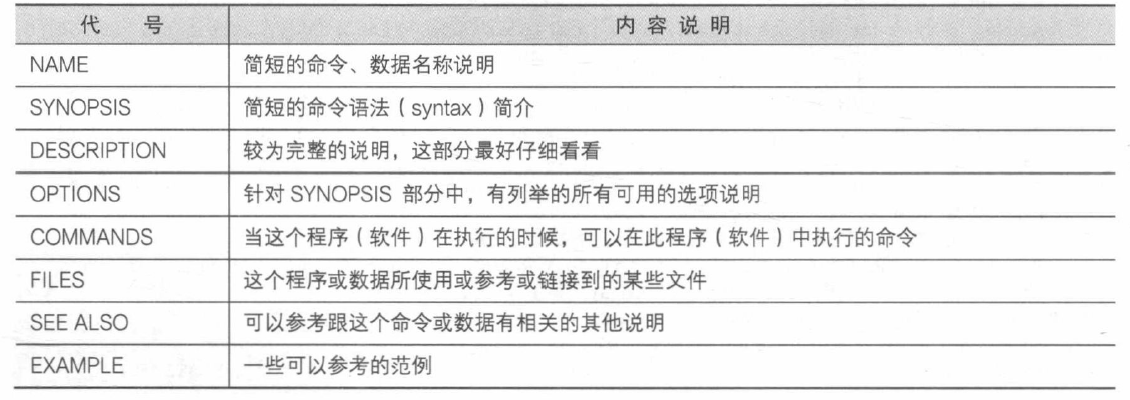 代 号 内 容 说 明
NAME 简短的命令、数据名称说明
SYNOPSIS 简短的命令语法（syntax）简介
DESCRIPTION 较为完整的说明，这部分最好仔细看看
OPTIONS 针对 SYNOPSIS 部分中，有列举的所有可用的选项说明
COMMANDS 当这个程序（软件）在执行的时候，可以在此程序（软件）中执行的命令
FILES 这个程序或数据所使用或参考或链接到的某些文件
SEE ALSO 可以参考跟这个命令或数据有相关的其他说明
EXAMPLE 一些可以参考的范例